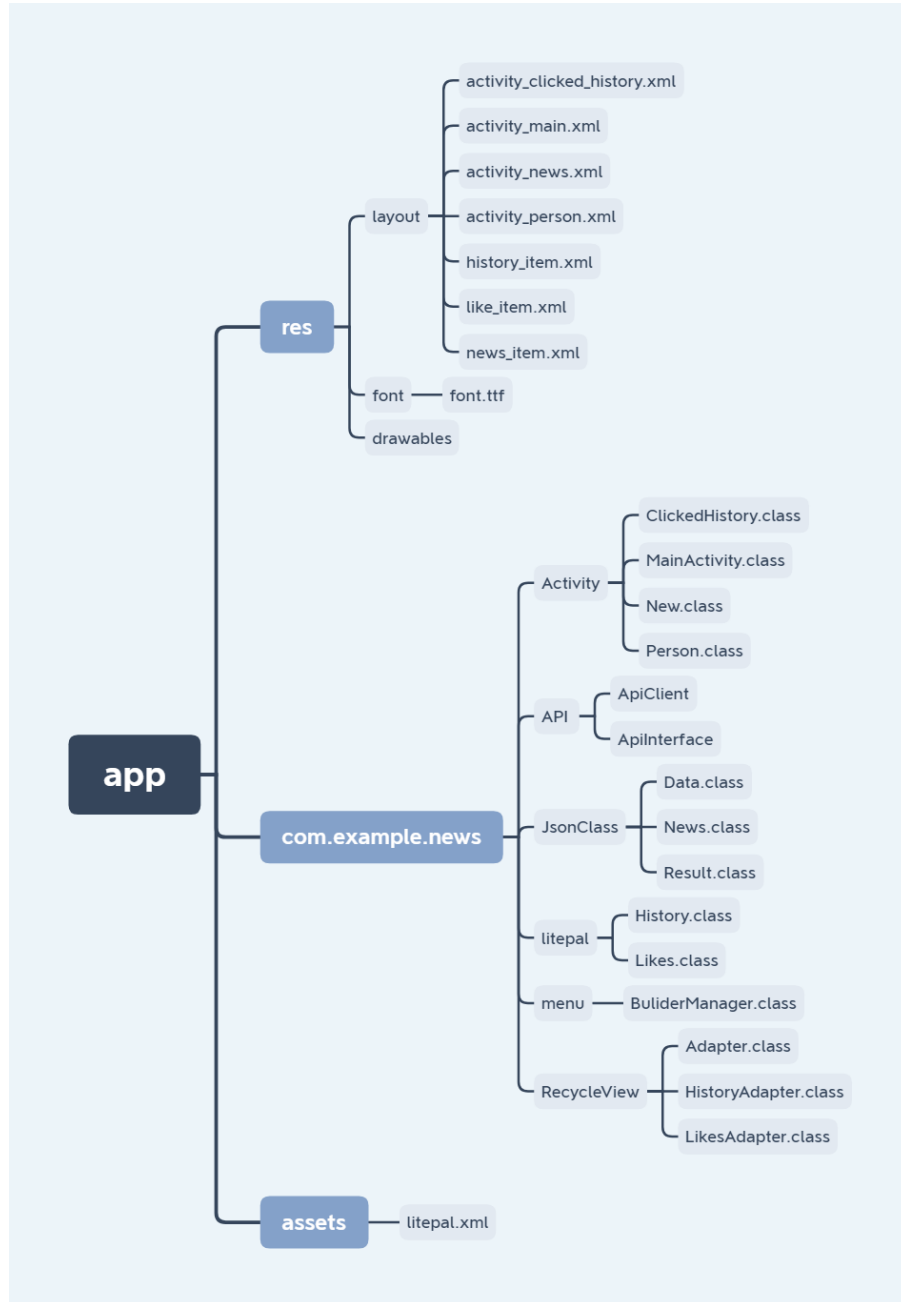 app
res
layout
activity_clicked_history.xml
activity_main.xml
activity_news.xml
activity_person.xml
history_item.xml
like_item.xml
news_item.xml
font
font.ttf
drawables
com.example.news
Activity
ClickedHistory.class
MainActivity.class
New.class
Person.class
API
ApiClient
ApiInterface
JsonClass
Data.class
News.class
Result.class
litepal
History.class
Likes.class
menu
BuliderManager.class
RecycleView
Adapter.class
HistoryAdapter.class
LikesAdapter.class
assets
litepal.xml